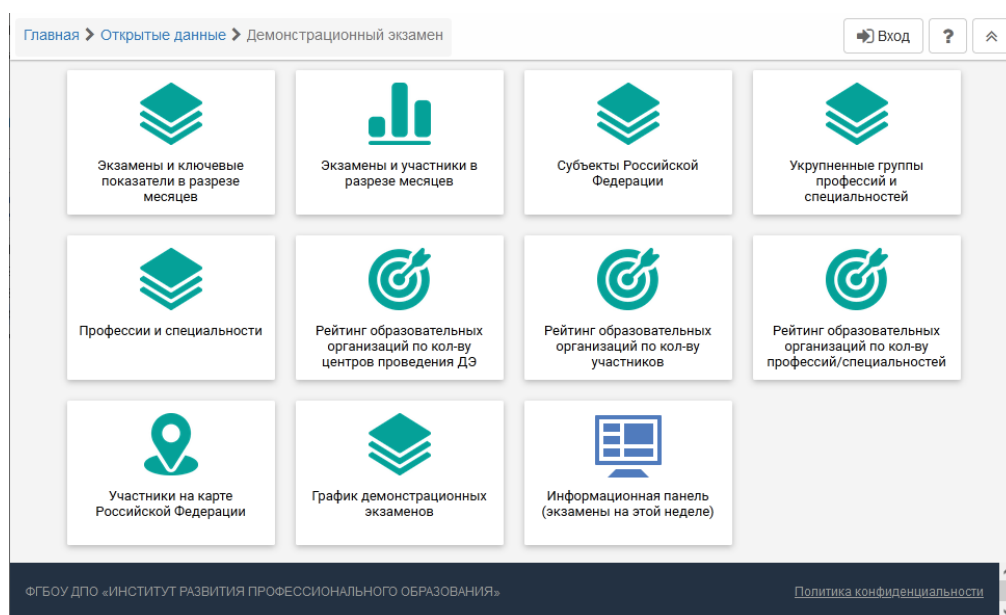 Главная > Открытые данные > Демонстрационный экзамен
Вход
?
Экзамены и ключевые
показатели в разрезе
месяцев
Экзамены и участники в
разрезе месяцев
Субъекты Российской
Федерации
Укрупненные группы
профессий и
специальностей
Профессии и специальности
Рейтинг образовательных
организаций по кол-ву
центров проведения ДЭ
Рейтинг образовательных
организаций по кол-ву
участников
Рейтинг образовательных
организаций по кол-ву
профессий/специальностей
Участники на карте
Российской Федерации
График демонстрационных
экзаменов
Информационная панель
(экзамены на этой неделе)
ФГБОУ ДПО «ИНСТИТУТ РАЗВИТИЯ ПРОФЕССИОНАЛЬНОГО ОБРАЗОВАНИЯ»
Политика конфиденциальности